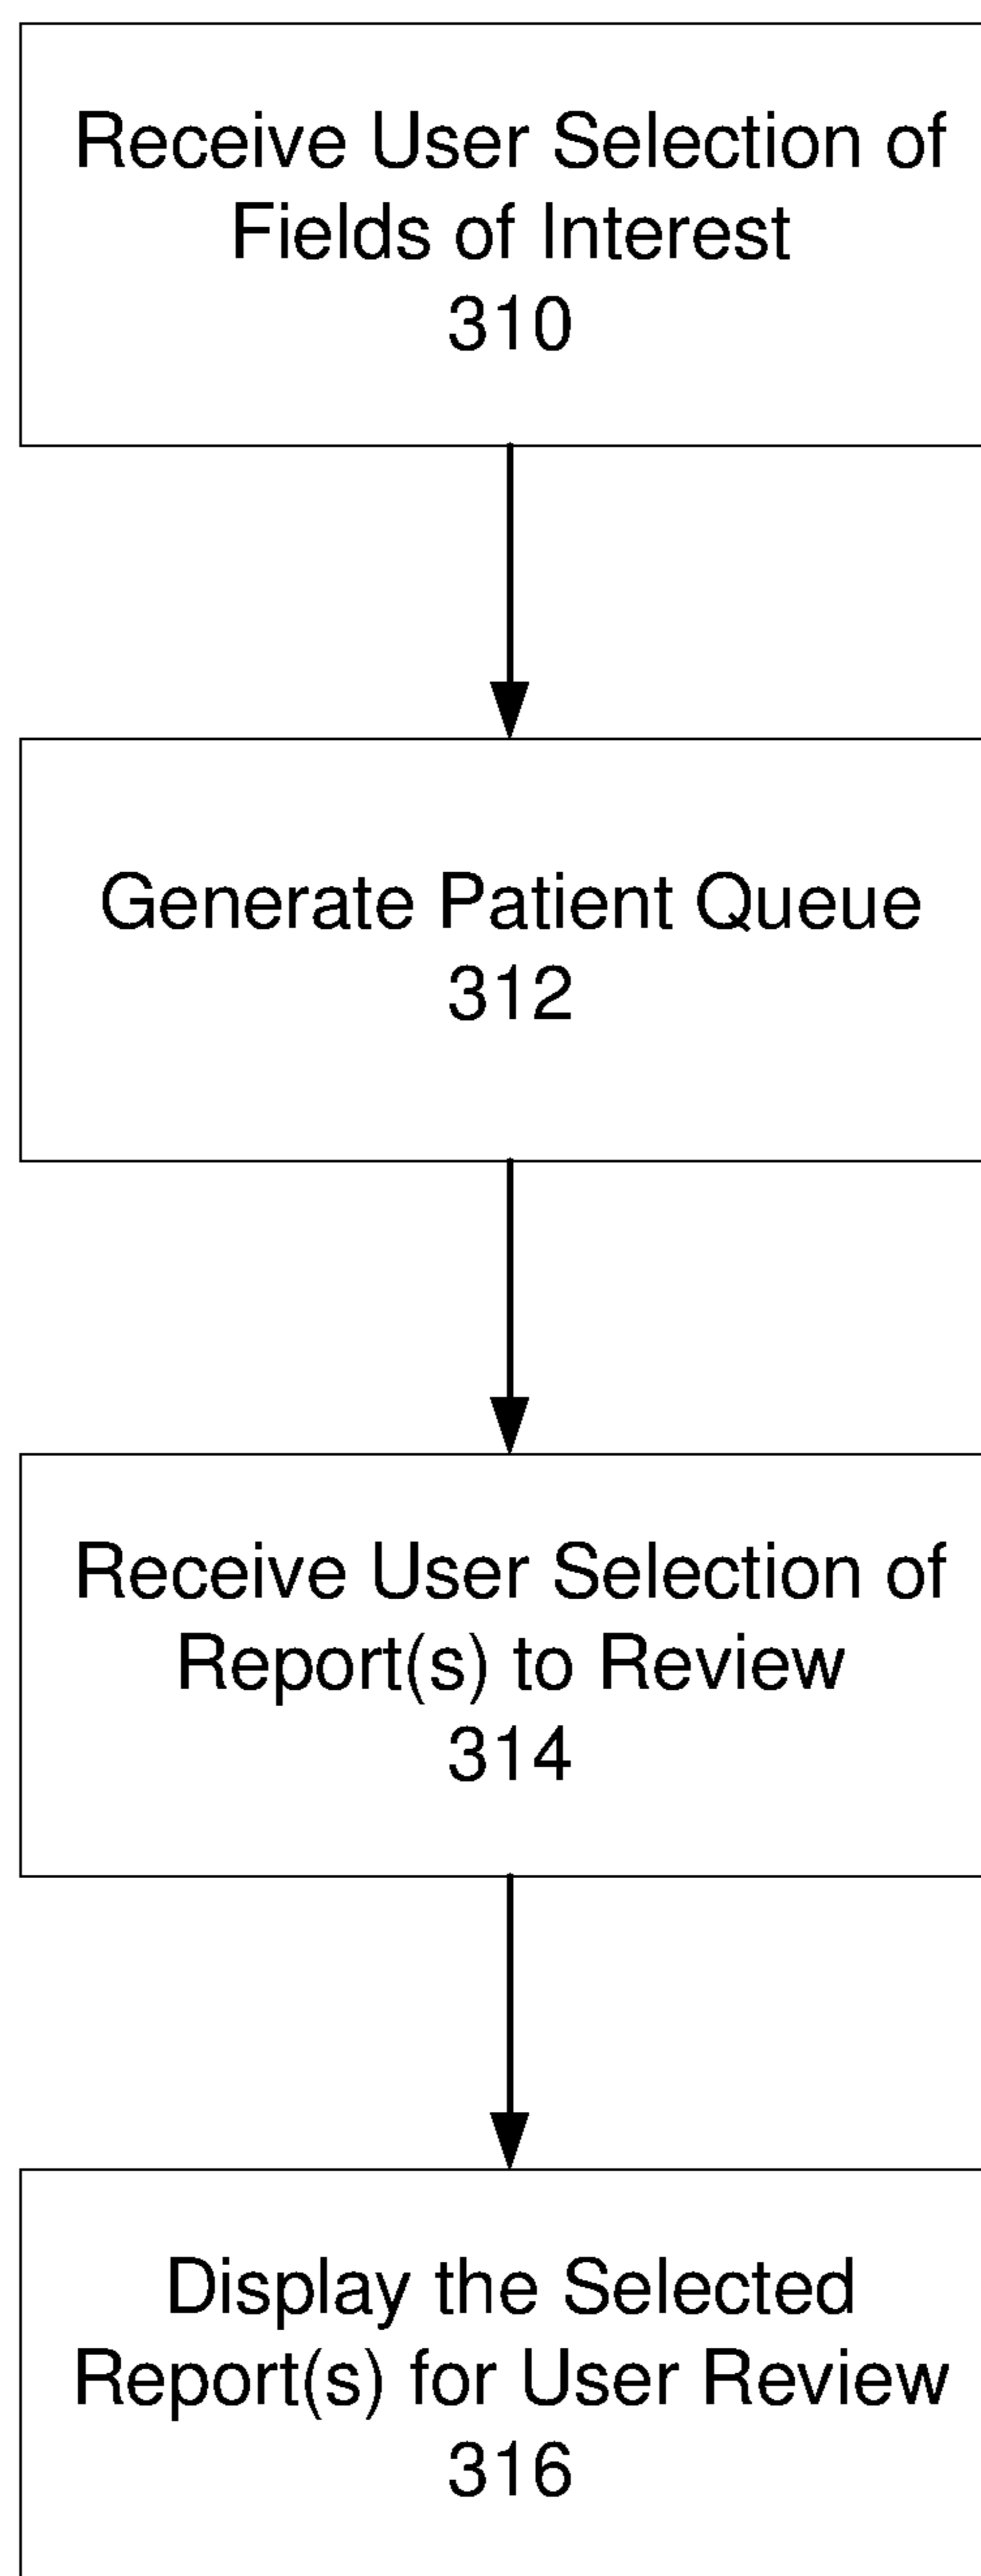 Receive User Selection of
Fields of Interest
310
Generate Patient Queue
312
Receive User Selection of
Report(s) to Review
314
Display the Selected
Report(s) for User Review
316